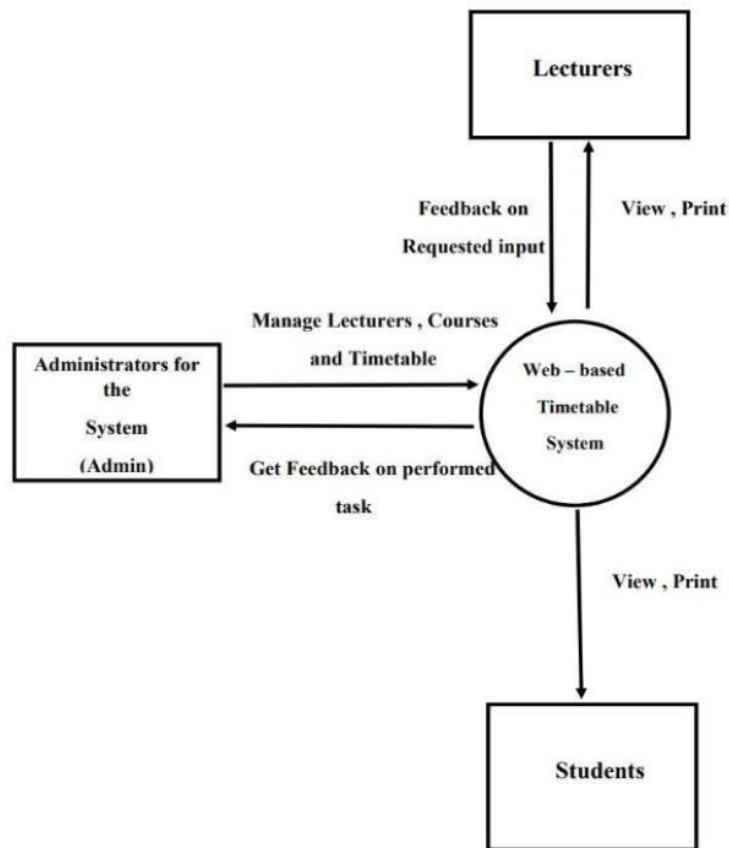 Lecturers
Feedback on
Requested input
View , Print
Manage Lecturers , Courses
and Timetable
Administrators for
the
System
(Admin)
Web – based
Timetable
System
Get Feedback on performed
task
View , Print
Students